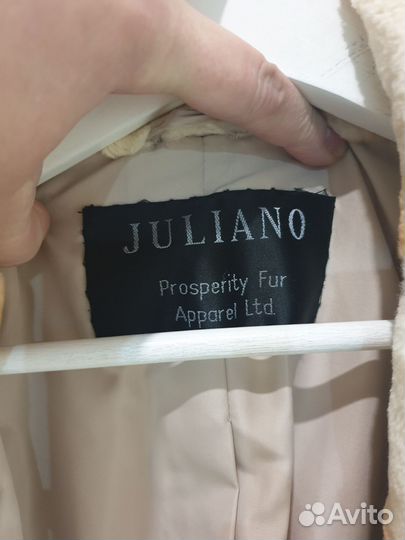 JULIANO
Prosperity Fur
Apparel Ltd
Avito